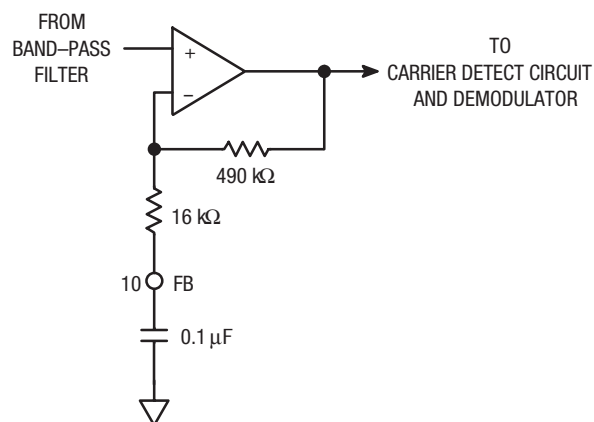 FROM
BAND–PASS
FILTER
+
−
TO
CARRIER DETECT CIRCUIT
AND DEMODULATOR
490 kΩ
16 kΩ
10 FB
0.1 µF